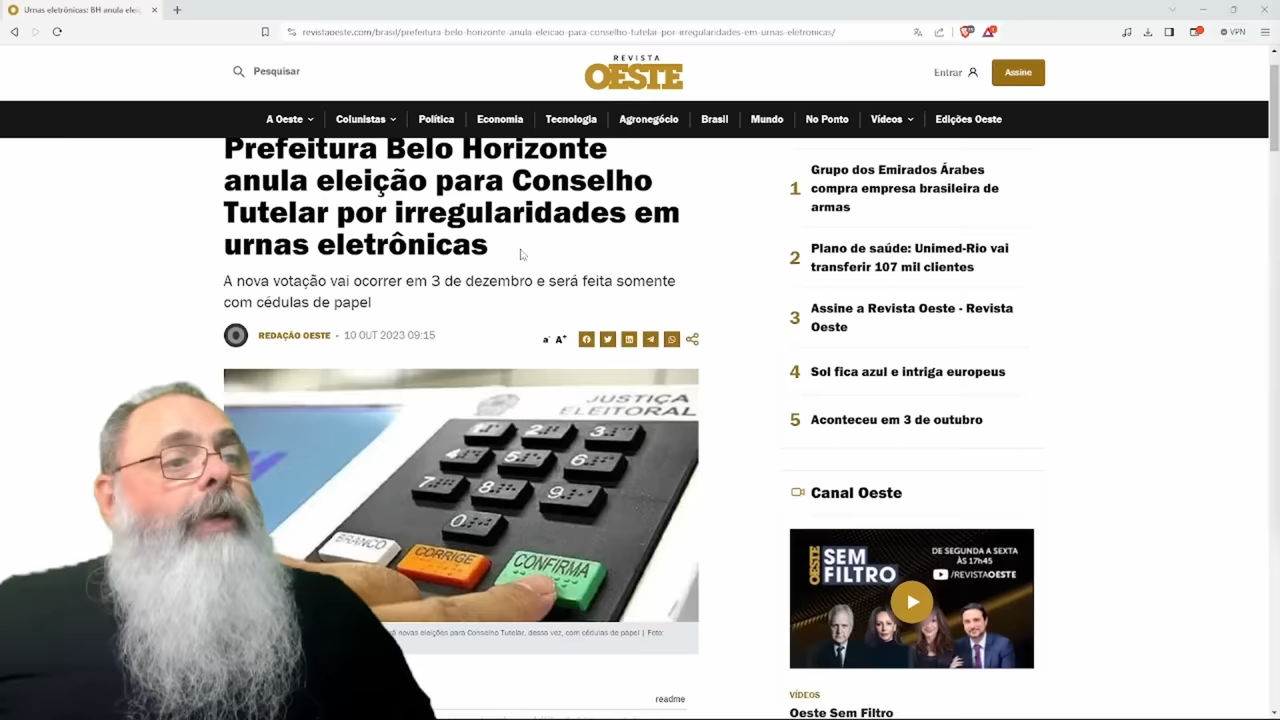 Urnas eletrônicas: BH anula elei
revistaoeste.com/brasil/prefeitura-belo-horizonte-anula-eleicao-para-conselho-tutelar-por-irregularidades-em-urnas-eletronicas/
VPN
Pesquisar
REVISTA
OESTE
Entrar
Assine
A Oeste
Colunistas
Política
Economia
Tecnologia
Agronegócio
Brasil
Mundo
No Ponto
Vídeos
Edições Oeste
Prefeitura Belo Horizonte
anula eleição para Conselho
Tutelar por irregularidades em
urnas eletrônicas
A nova votação vai ocorrer em 3 de dezembro e será feita somente
com cédulas de papel
REDAÇÃO OESTE - 10 OUT 2023 09:15
a- A+
JUSTIÇA
ELEITORAL
1 2 3
4 5 6
7 8 9
0
BRANCO
CORRIGE
CONFIRMA
novas eleições para Conselho Tutelar, dessa vez, com cédulas de papel | Foto:
readme
1 Grupo dos Emirados Árabes
compra empresa brasileira de
armas
2 Plano de saúde: Unimed-Rio vai
transferir 107 mil clientes
3 Assine a Revista Oeste - Revista
Oeste
4 Sol fica azul e intriga europeus
5 Aconteceu em 3 de outubro
Canal Oeste
OESTE
SEM
FILTRO
DE SEGUNDA A SEXTA
ÀS 17h45
/REVISTAOESTE
VÍDEOS
Oeste Sem Filtro